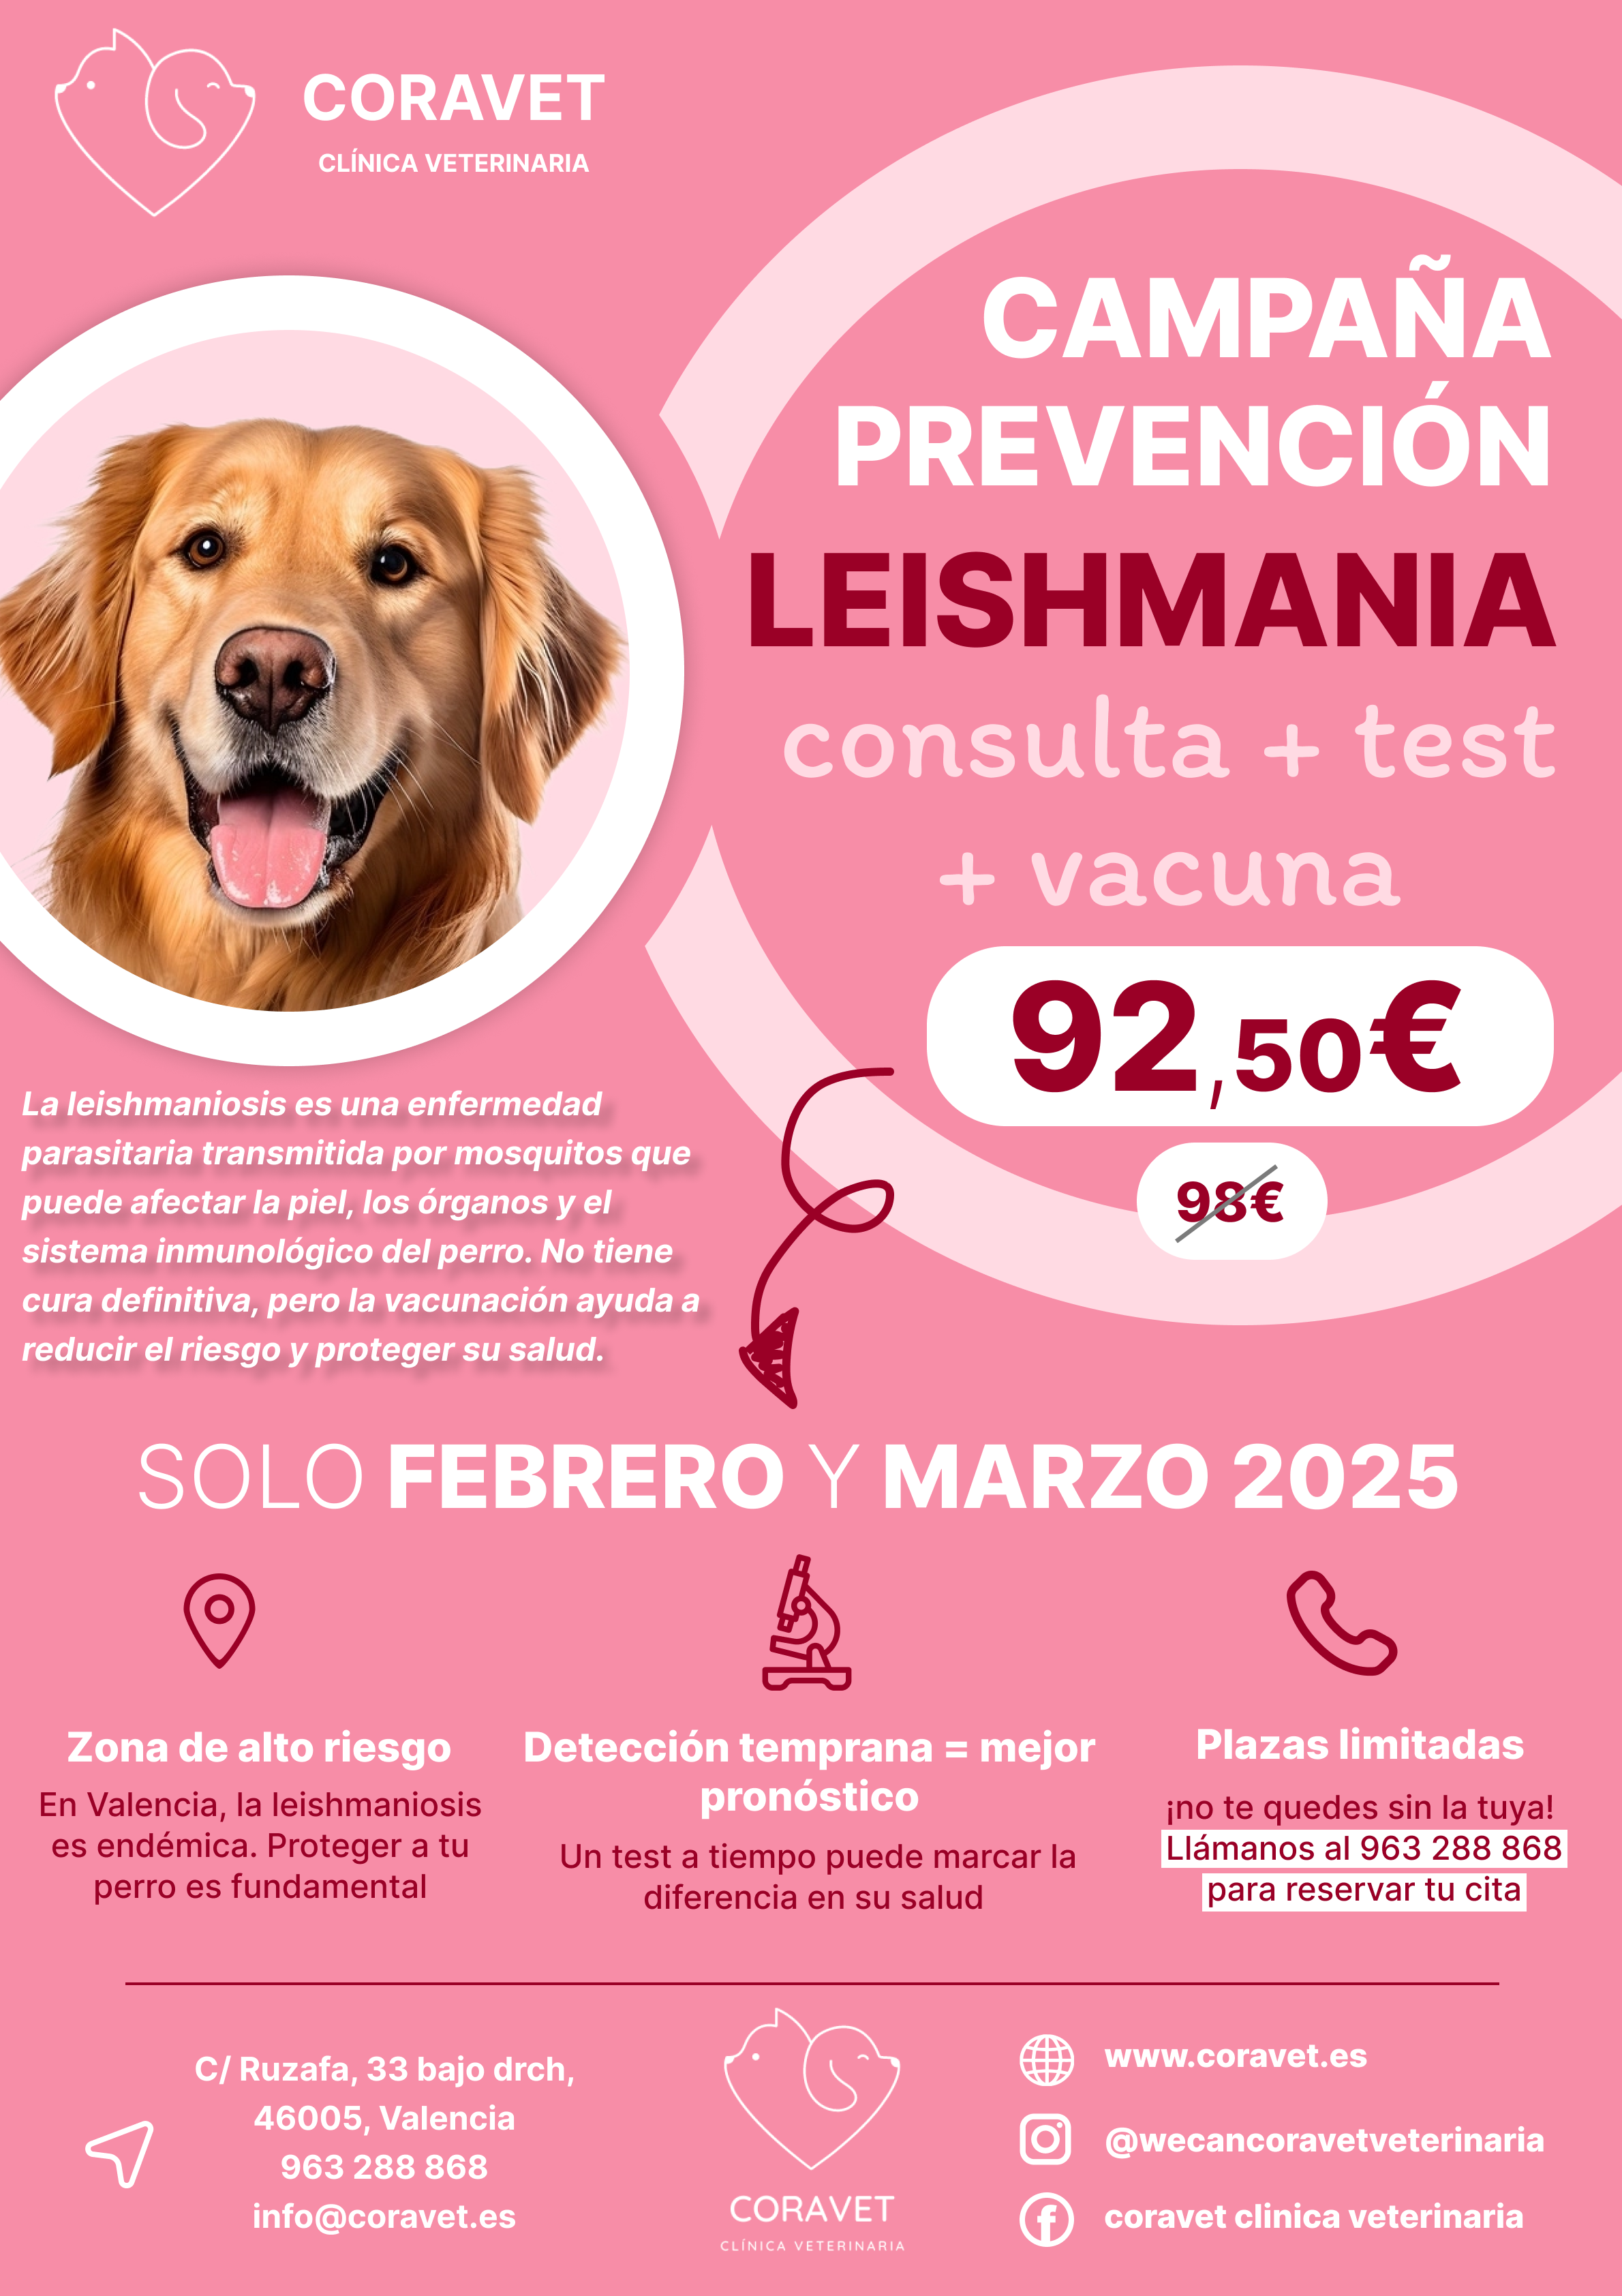 CORAVET
CLÍNICA VETERINARIA
CAMPAÑA
PREVENCIÓN
LEISHMANIA
consulta + test
+ vacuna
92,50€
98€
La leishmaniosis es una enfermedad
parasitaria transmitida por mosquitos que
puede afectar la piel, los órganos y el
sistema inmunológico del perro. No tiene
cura definitiva, pero la vacunación ayuda a
reducir el riesgo y proteger su salud.
SOLO FEBRERO Y MARZO 2025
Zona de alto riesgo
En Valencia, la leishmaniosis
es endémica. Proteger a tu
perro es fundamental
Detección temprana = mejor
pronóstico
Un test a tiempo puede marcar la
diferencia en su salud
Plazas limitadas
¡no te quedes sin la tuya!
Llámanos al 963 288 868
para reservar tu cita
C/ Ruzafa, 33 bajo drch,
46005, Valencia
963 288 868
info@coravet.es
CORAVET
CLÍNICA VETERINARIA
www.coravet.es
@wecancoravetveterinaria
coravet clinica veterinaria